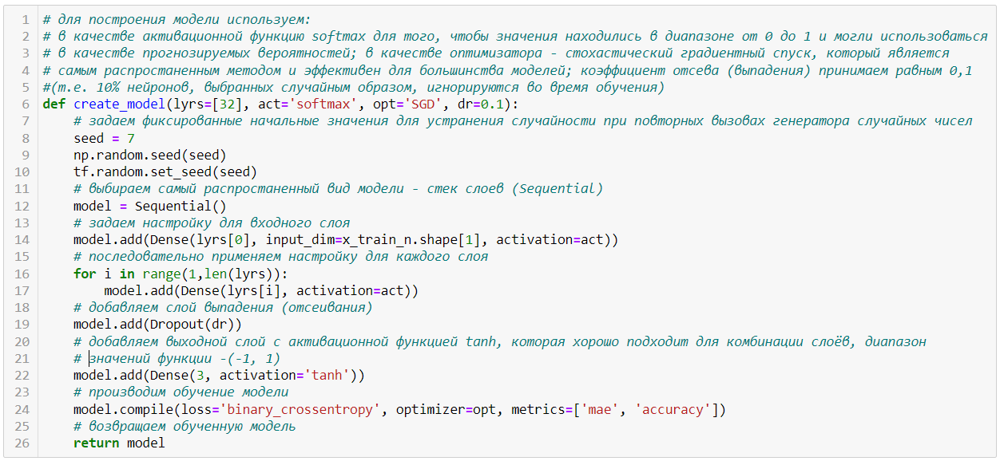 1 # для построения модели используем:
2 # в качестве активационной функцию softmax для того, чтобы значения находились в диапазоне от 0 до 1 и могли использоваться
3 # в качестве прогнозируемых вероятностей; в качестве оптимизатора - стохастический градиентный спуск, который является
4 # самым распростаненным методом и эффективен для большинства моделей; коэффициент отсева (выпадения) принимаем равным 0,1
5 #(т.е. 10% нейронов, выбранных случайным образом, игнорируются во время обучения)
6 def create_model(lyrs=[32], act='softmax', opt='SGD', dr=0.1):
7     # задаем фиксированные начальные значения для устранения случайности при повторных вызовах генератора случайных чисел
8     seed = 7
9     np.random.seed(seed)
10     tf.random.set_seed(seed)
11     # выбираем самый распростаненный вид модели - стек слоев (Sequential)
12     model = Sequential()
13     # задаем настройку для входного слоя
14     model.add(Dense(lyrs[0], input_dim=x_train_n.shape[1], activation=act))
15     # последовательно применяем настройку для каждого слоя
16     for i in range(1,len(lyrs)):
17         model.add(Dense(lyrs[i], activation=act))
18     # добавляем слой выпадения (отсеивания)
19     model.add(Dropout(dr))
20     # добавляем выходной слой с активационной функцией tanh, которая хорошо подходит для комбинации слоёв, диапазон
21     # значений функции -(-1, 1)
22     model.add(Dense(3, activation='tanh'))
23     # производим обучение модели
24     model.compile(loss='binary_crossentropy', optimizer=opt, metrics=['mae', 'accuracy'])
25     # возвращаем обученную модель
26     return model